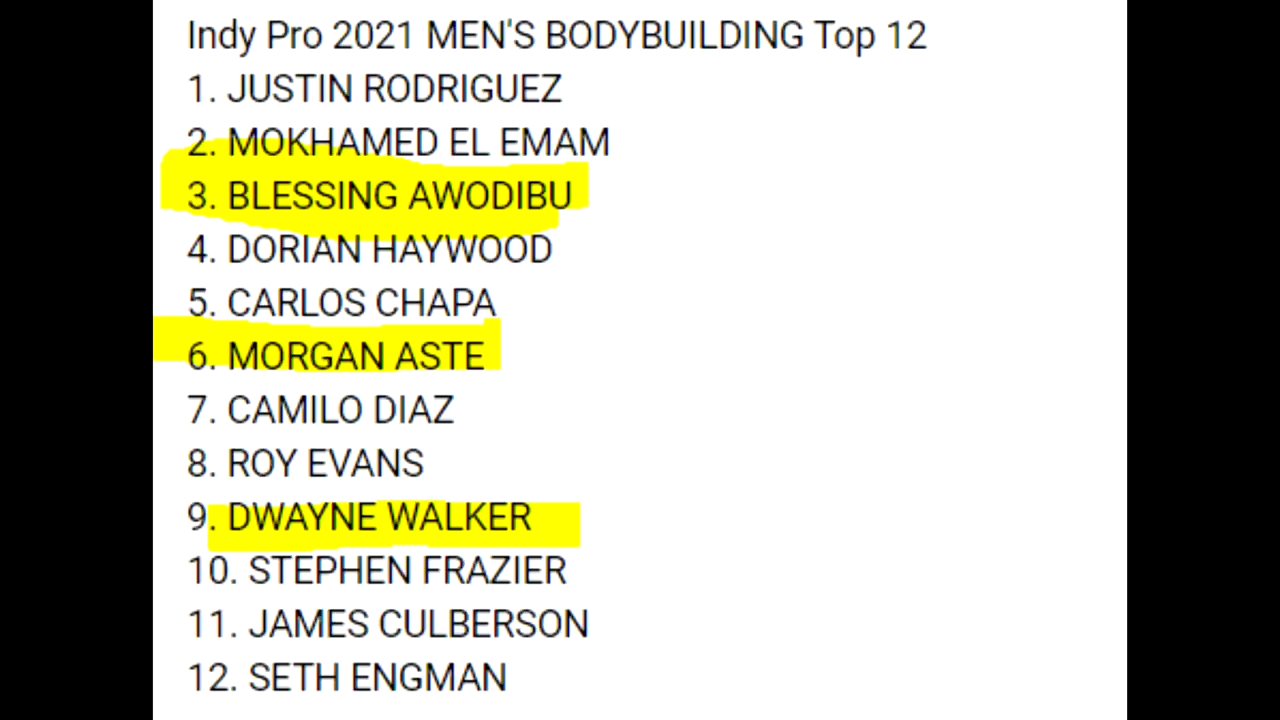 Indy Pro 2021 MEN'S BODYBUILDING Top 12
1. JUSTIN RODRIGUEZ
2. MOKHAMED EL EMAM
3. BLESSING AWODIBU
4. DORIAN HAYWOOD
5. CARLOS CHAPA
6. MORGAN ASTE
7. CAMILO DIAZ
8. ROY EVANS
9. DWAYNE WALKER
10. STEPHEN FRAZIER
11. JAMES CULBERSON
12. SETH ENGMAN